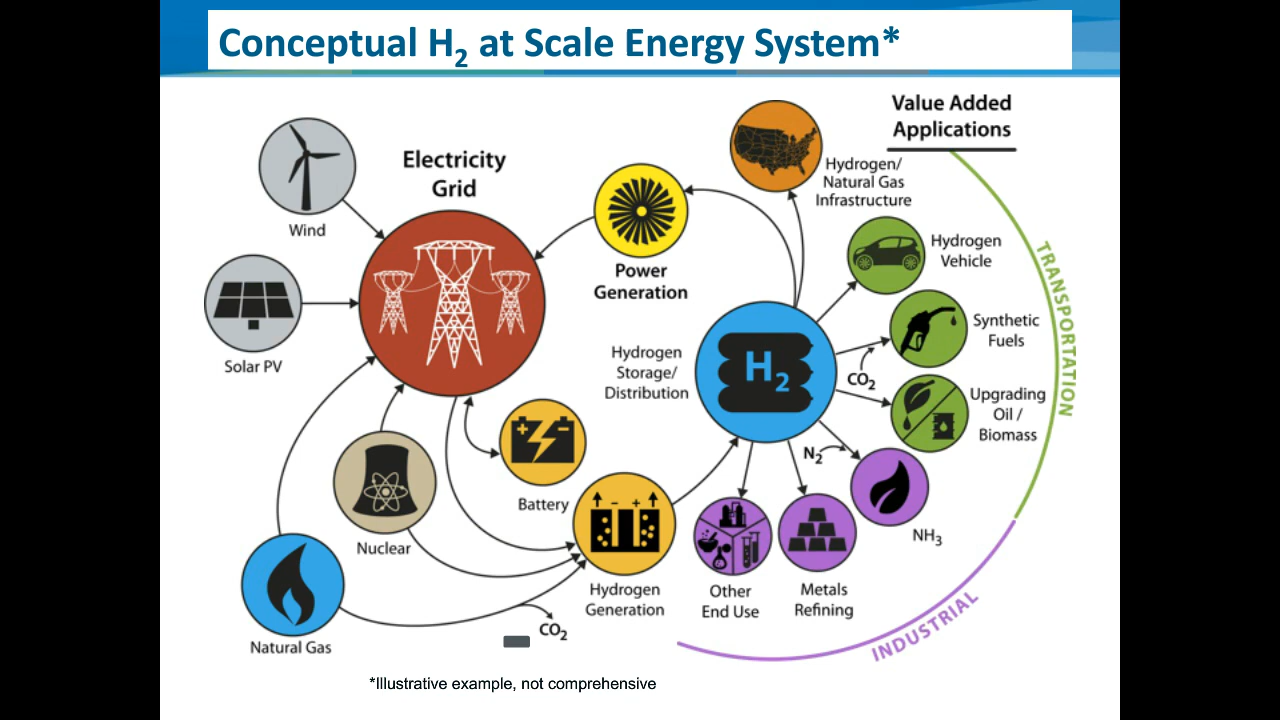 Conceptual H₂ at Scale Energy System*
Value Added
Applications
Electricity
Grid
Wind
Solar PV
Nuclear
Natural Gas
Battery
Power
Generation
Hydrogen
Generation
CO₂
Hydrogen
Storage/
Distribution
H₂
Hydrogen/
Natural Gas
Infrastructure
Hydrogen
Vehicle
Synthetic
Fuels
CO₂
Upgrading
Oil /
Biomass
N₂
NH₃
Metals
Refining
Other
End Use
TRANSPORTATION
INDUSTRIAL
*Illustrative example, not comprehensive